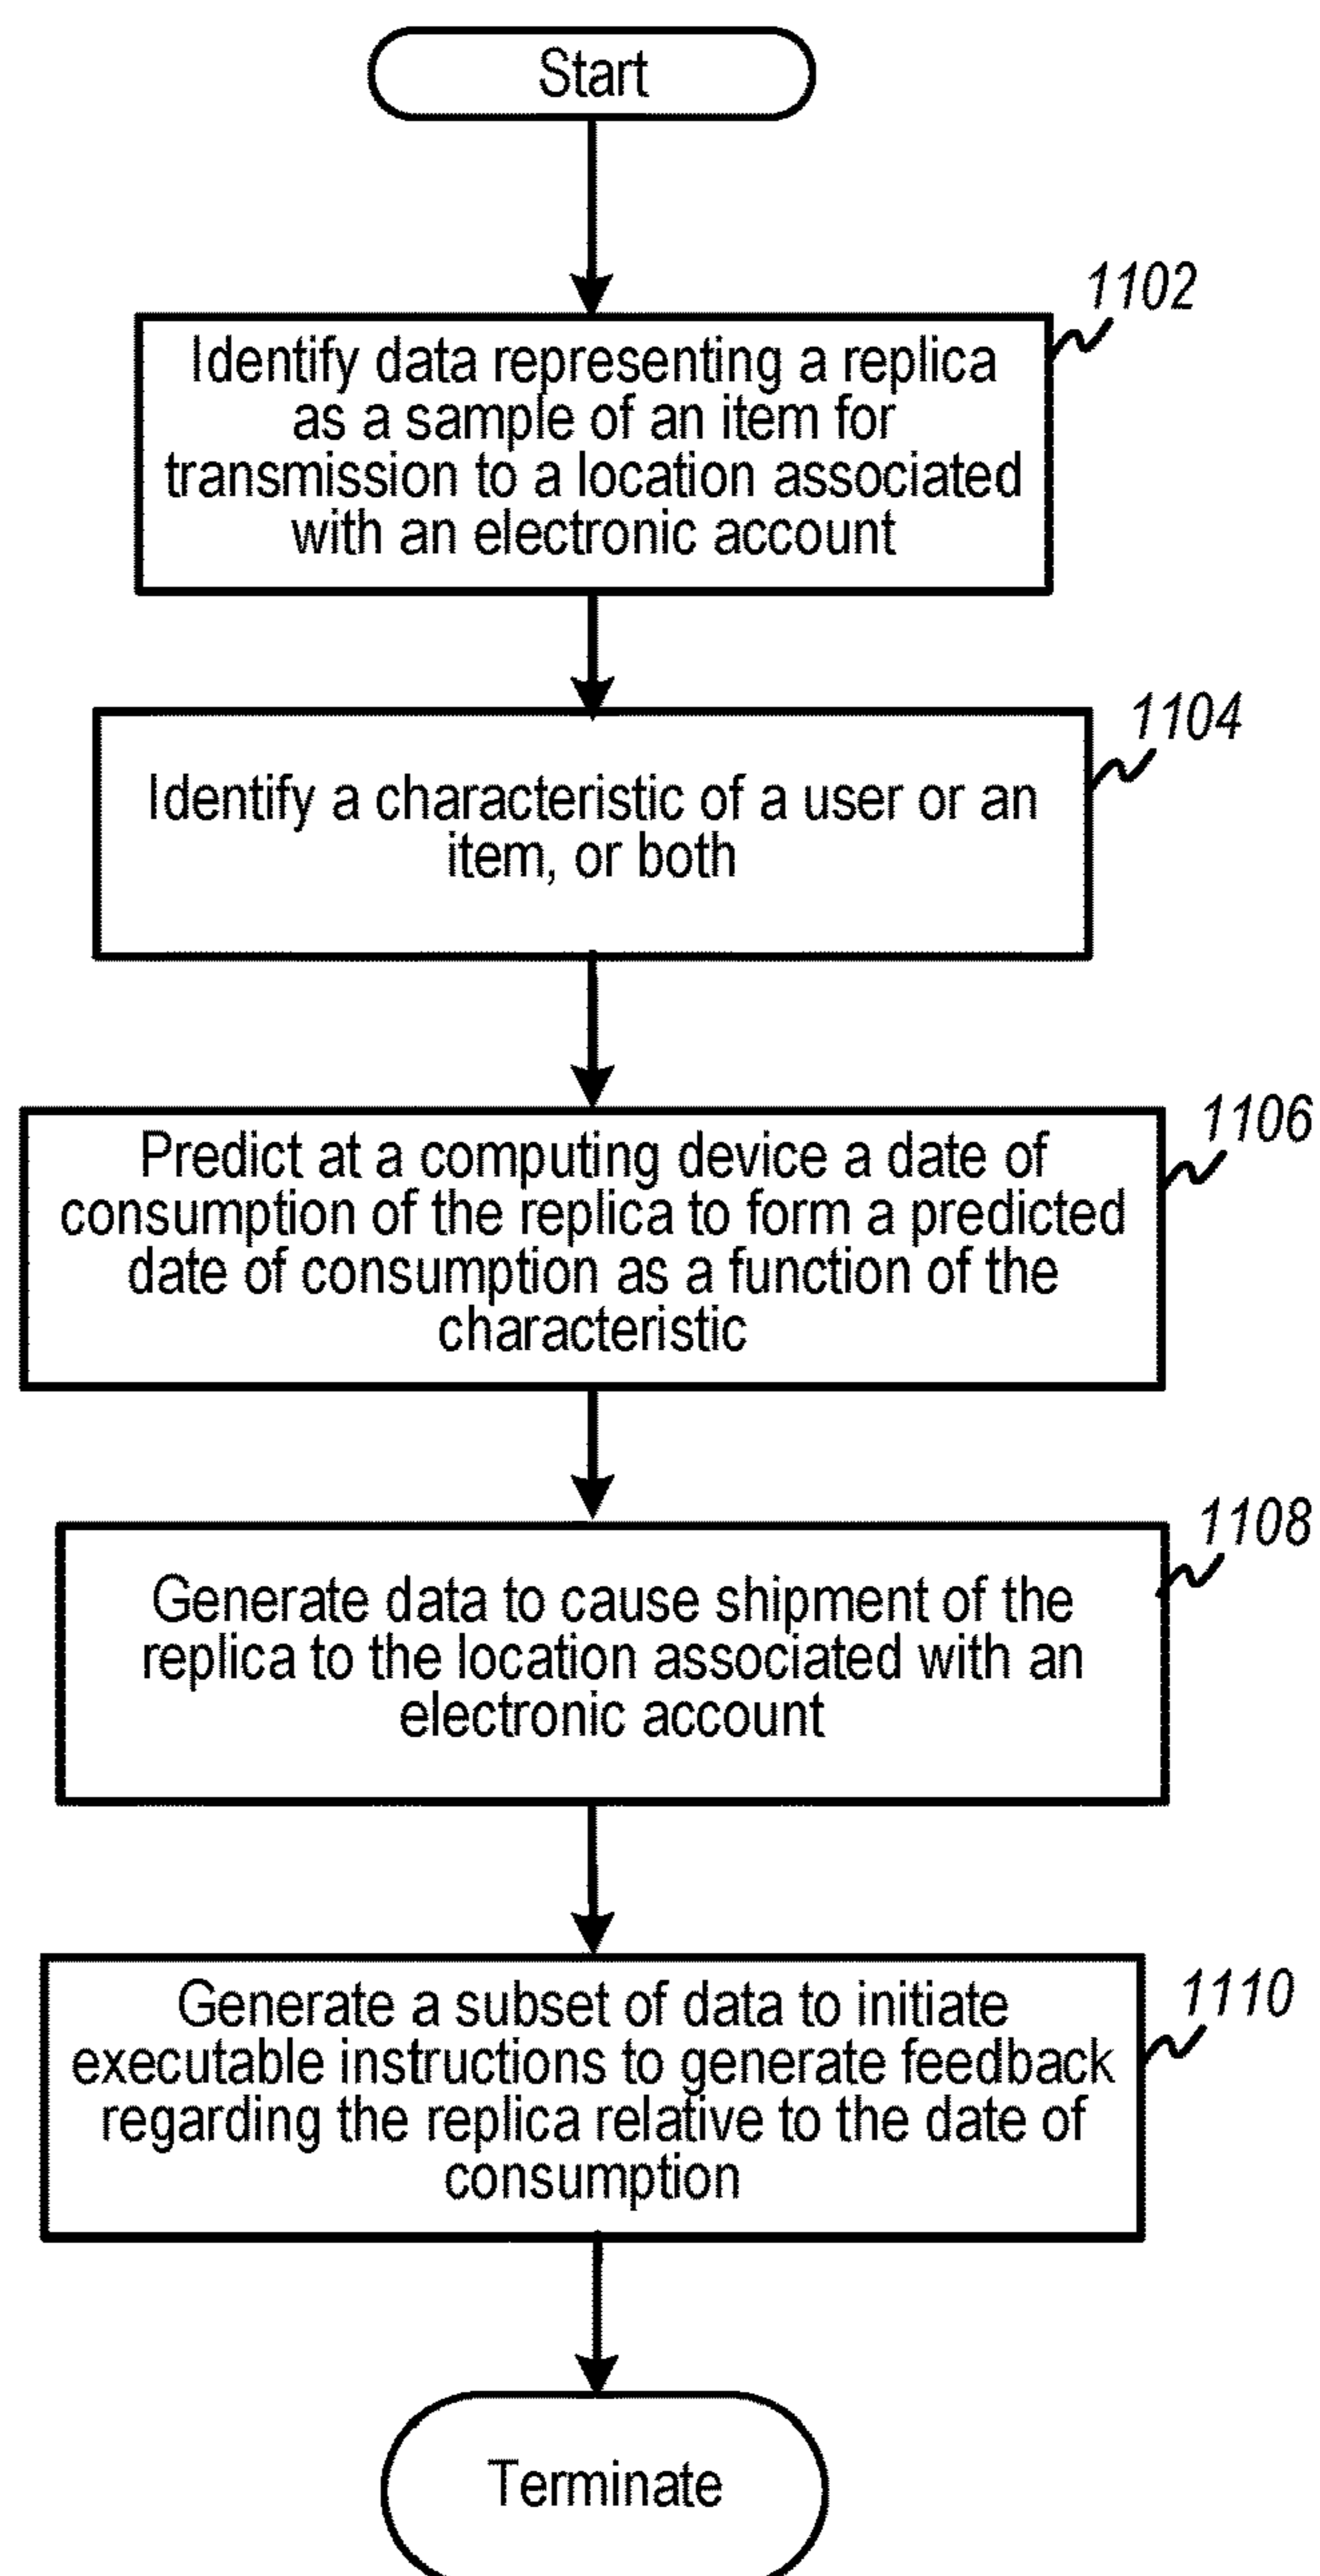 Start
1102
Identify data representing a replica
as a sample of an item for
transmission to a location associated
with an electronic account
1104
Identify a characteristic of a user or an
item, or both
1106
Predict at a computing device a date of
consumption of the replica to form a predicted
date of consumption as a function of the
characteristic
1108
Generate data to cause shipment of the
replica to the location associated with an
electronic account
1110
Generate a subset of data to initiate
executable instructions to generate feedback
regarding the replica relative to the date of
consumption
Terminate